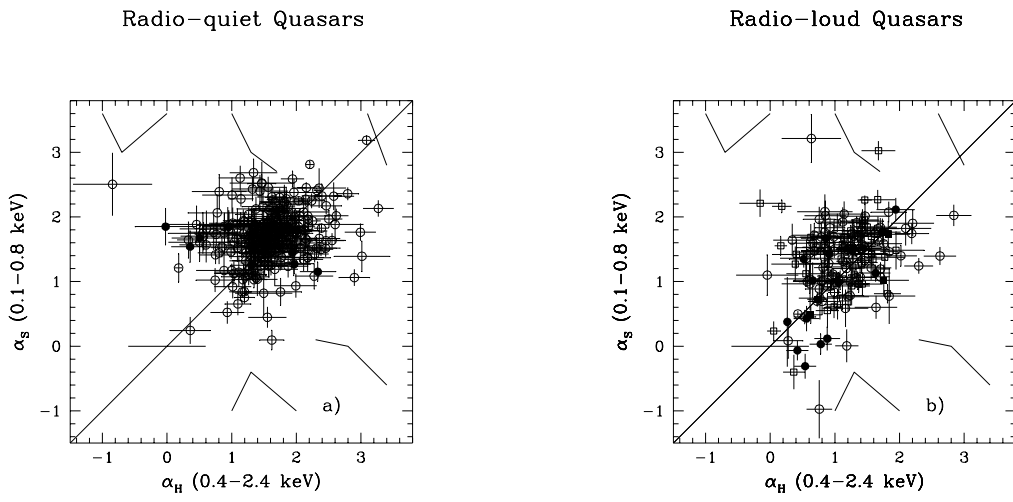 Radio-quiet Quasars
3
2
1
0
-1
α_S (0.1-0.8 keV)
a)
-1 0 1 2 3
α_H (0.4-2.4 keV)
Radio-loud Quasars
3
2
1
0
-1
α_S (0.1-0.8 keV)
b)
-1 0 1 2 3
α_H (0.4-2.4 keV)